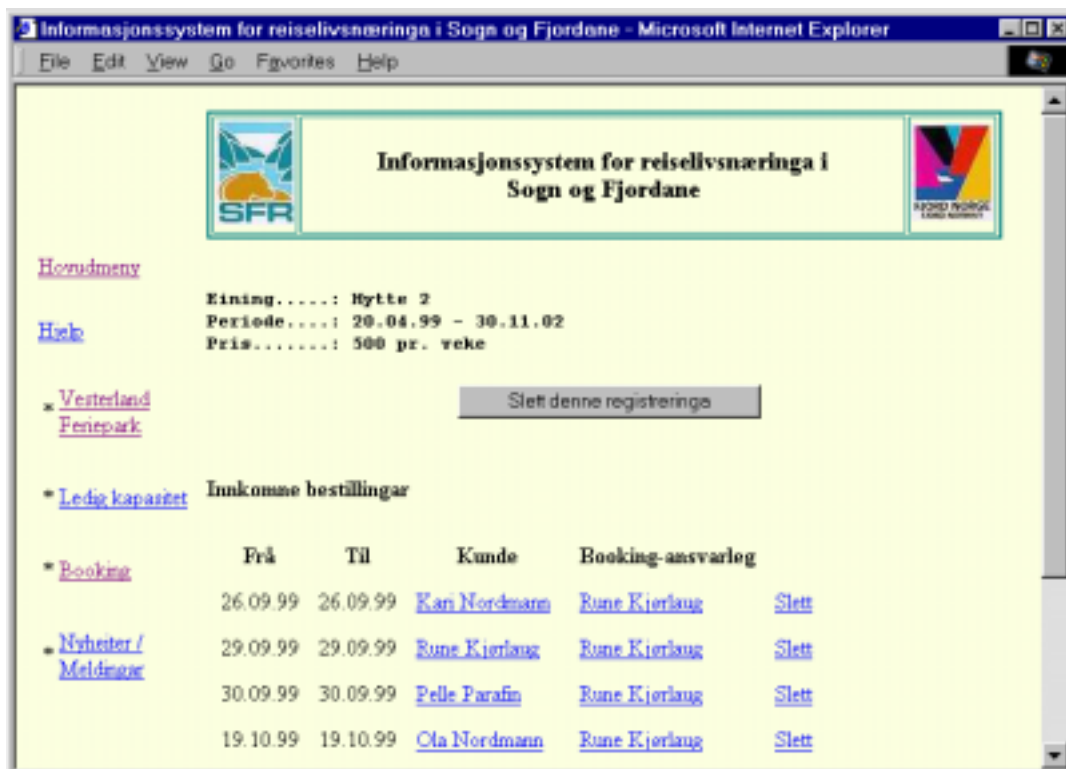 Informasjonssystem for reiselivsnæringa i Sogn og Fjordane - Microsoft Internet Explorer
File Edit View Go Favorites Help
SFR
Informasjonssystem for reiselivsnæringa i
Sogn og Fjordane
FJORD NORGE
Hovudmeny
Hjelp
* Vesterland
Feriepark
* Ledig kapasitet
* Booking
* Nyheiter /
Meldingar
Eining.....: Hytte 2
Periode....: 20.04.99 - 30.11.02
Pris.......: 500 pr. veke
Slett denne registreringa
Innkomne bestillingar
Frå Til Kunde Booking-ansvarleg
26.09.99 26.09.99 Kari Nordmann Rune Kjørlaug Slett
29.09.99 29.09.99 Rune Kjørlaug Rune Kjørlaug Slett
30.09.99 30.09.99 Pelle Parafin Rune Kjørlaug Slett
19.10.99 19.10.99 Ola Nordmann Rune Kjørlaug Slett